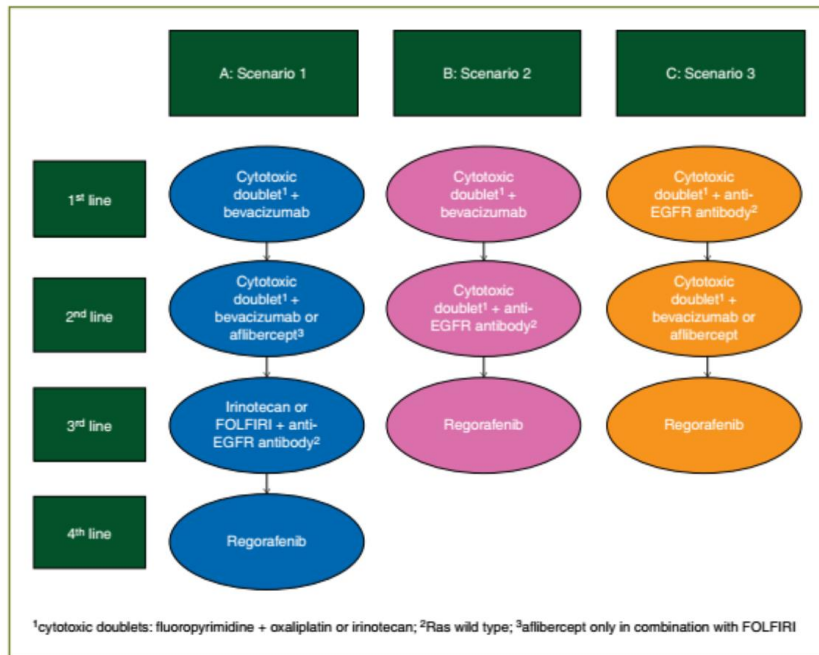 A: Scenario 1
B: Scenario 2
C: Scenario 3
1st line
Cytotoxic
doublet¹ +
bevacizumab
Cytotoxic
doublet¹ +
bevacizumab
Cytotoxic
doublet¹ + anti-
EGFR antibody²
2nd line
Cytotoxic
doublet¹ +
bevacizumab or
aflibercept³
Cytotoxic
doublet¹ + anti-
EGFR antibody²
Cytotoxic
doublet¹ +
bevacizumab or
aflibercept
3rd line
Irinotecan or
FOLFIRI + anti-
EGFR antibody²
Regorafenib
Regorafenib
4th line
Regorafenib
¹cytotoxic doublets: fluoropyrimidine + oxaliplatin or irinotecan; ²Ras wild type; ³aflibercept only in combination with FOLFIRI